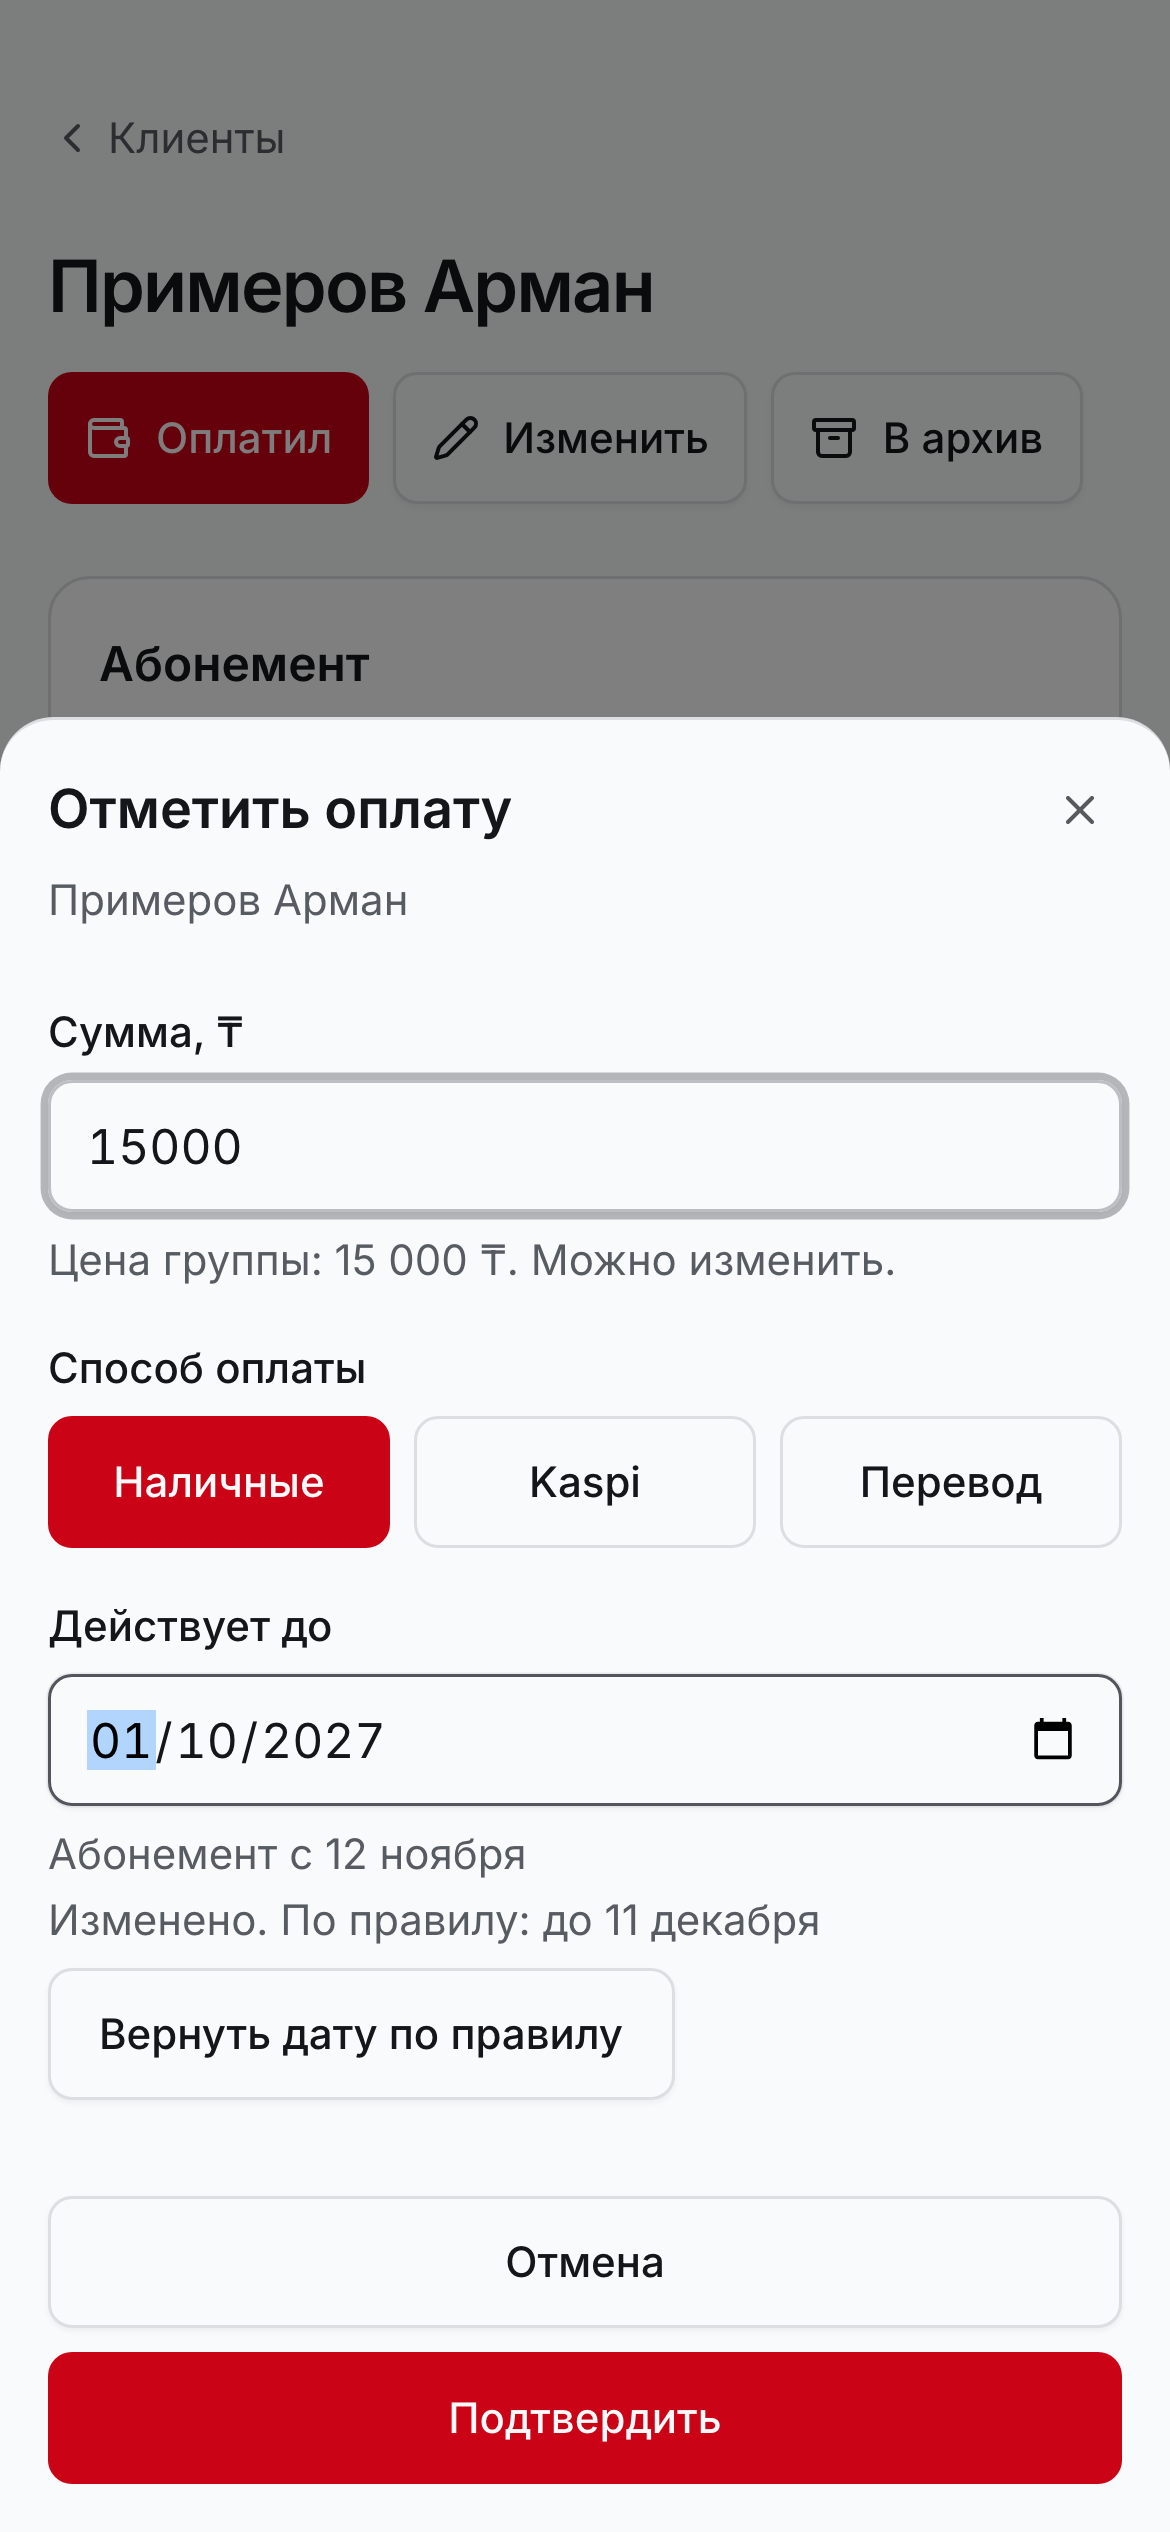 Клиенты
Примеров Арман
Оплатил
Изменить
В архив
Абонемент
Отметить оплату
Примеров Арман
Сумма, ₸
15000
Цена группы: 15 000 ₸. Можно изменить.
Способ оплаты
Наличные
Kaspi
Перевод
Действует до
01/10/2027
Абонемент с 12 ноября
Изменено. По правилу: до 11 декабря
Вернуть дату по правилу
Отмена
Подтвердить